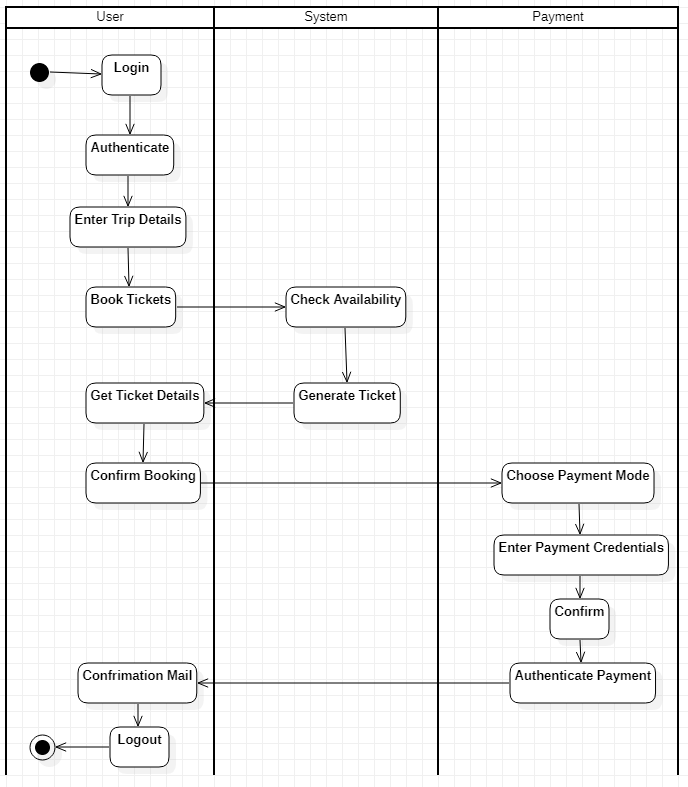 User
System
Payment
Login
Authenticate
Enter Trip Details
Book Tickets
Check Availability
Get Ticket Details
Generate Ticket
Confirm Booking
Choose Payment Mode
Enter Payment Credentials
Confirm
Confrimation Mail
Authenticate Payment
Logout